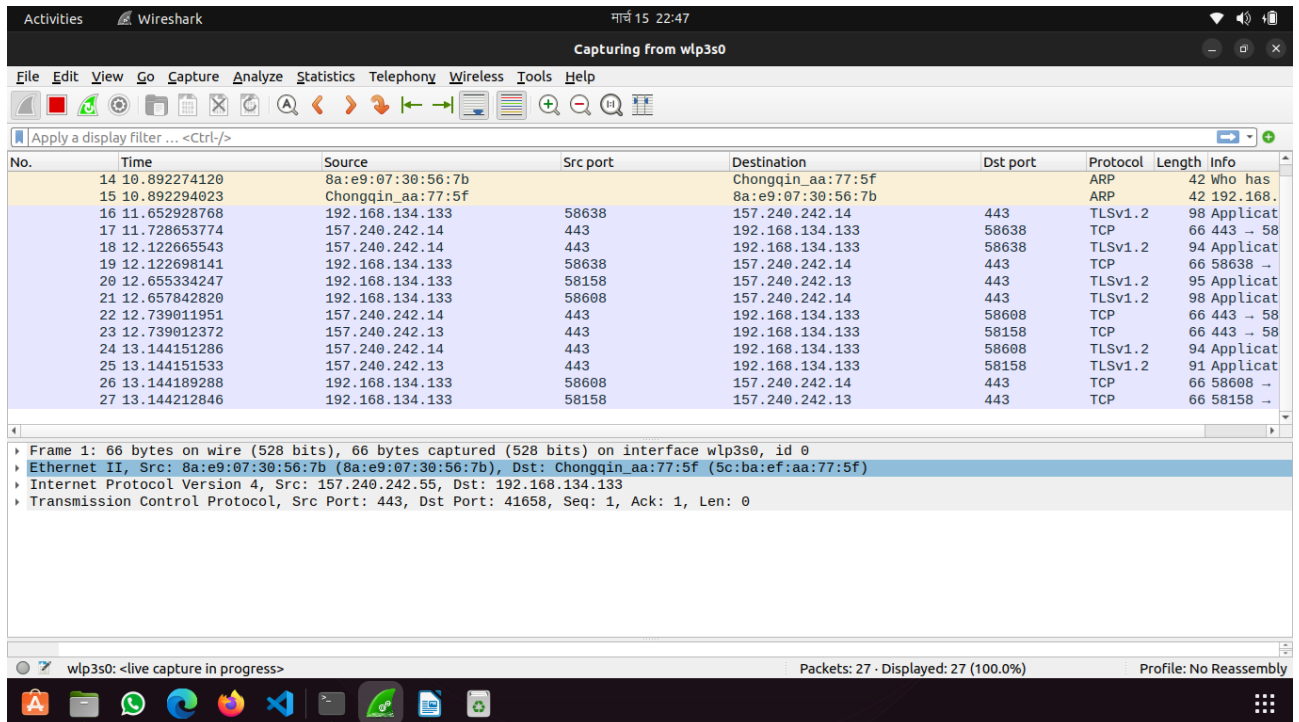 Activities Wireshark मार्च 15 22:47
Capturing from wlp3s0
File Edit View Go Capture Analyze Statistics Telephony Wireless Tools Help
Apply a display filter … <Ctrl-/>
No. Time Source Src port Destination Dst port Protocol Length Info
14 10.892274120 8a:e9:07:30:56:7b Chongqin_aa:77:5f ARP 42 Who has
15 10.892294023 Chongqin_aa:77:5f 8a:e9:07:30:56:7b ARP 42 192.168.
16 11.652928768 192.168.134.133 58638 157.240.242.14 443 TLSv1.2 98 Applicat
17 11.728653774 157.240.242.14 443 192.168.134.133 58638 TCP 66 443 → 58
18 12.122665543 157.240.242.14 443 192.168.134.133 58638 TLSv1.2 94 Applicat
19 12.122698141 192.168.134.133 58638 157.240.242.14 443 TCP 66 58638 →
20 12.655334247 192.168.134.133 58158 157.240.242.13 443 TLSv1.2 95 Applicat
21 12.657842820 192.168.134.133 58608 157.240.242.14 443 TLSv1.2 98 Applicat
22 12.739011951 157.240.242.14 443 192.168.134.133 58608 TCP 66 443 → 58
23 12.739012372 157.240.242.13 443 192.168.134.133 58158 TCP 66 443 → 58
24 13.144151286 157.240.242.14 443 192.168.134.133 58608 TLSv1.2 94 Applicat
25 13.144151533 157.240.242.13 443 192.168.134.133 58158 TLSv1.2 91 Applicat
26 13.144189288 192.168.134.133 58608 157.240.242.14 443 TCP 66 58608 →
27 13.144212846 192.168.134.133 58158 157.240.242.13 443 TCP 66 58158 →
Frame 1: 66 bytes on wire (528 bits), 66 bytes captured (528 bits) on interface wlp3s0, id 0
Ethernet II, Src: 8a:e9:07:30:56:7b (8a:e9:07:30:56:7b), Dst: Chongqin_aa:77:5f (5c:ba:ef:aa:77:5f)
Internet Protocol Version 4, Src: 157.240.242.55, Dst: 192.168.134.133
Transmission Control Protocol, Src Port: 443, Dst Port: 41658, Seq: 1, Ack: 1, Len: 0
wlp3s0: <live capture in progress> Packets: 27 · Displayed: 27 (100.0%) Profile: No Reassembly